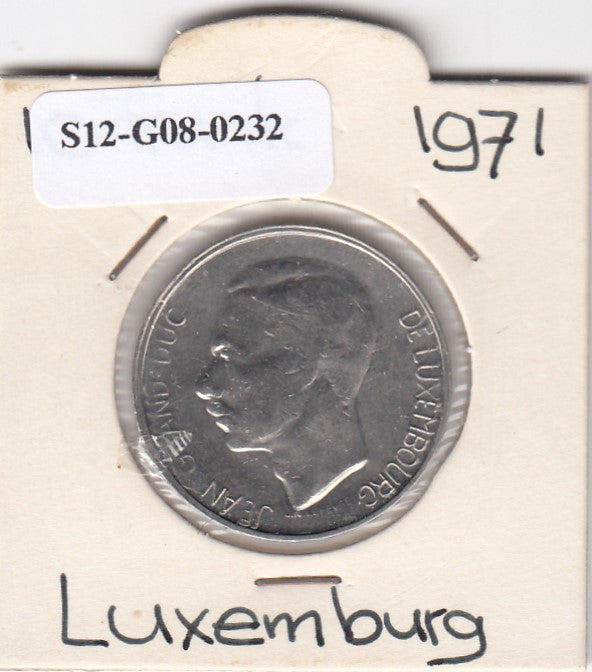 S12-G08-0232
1971
JEAN GRAND-DUC DE LUXEMBOURG
Luxemburg